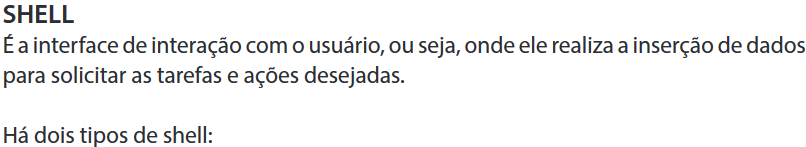 SHELL
É a interface de interação com o usuário, ou seja, onde ele realiza a inserção de dados
para solicitar as tarefas e ações desejadas.
Há dois tipos de shell: